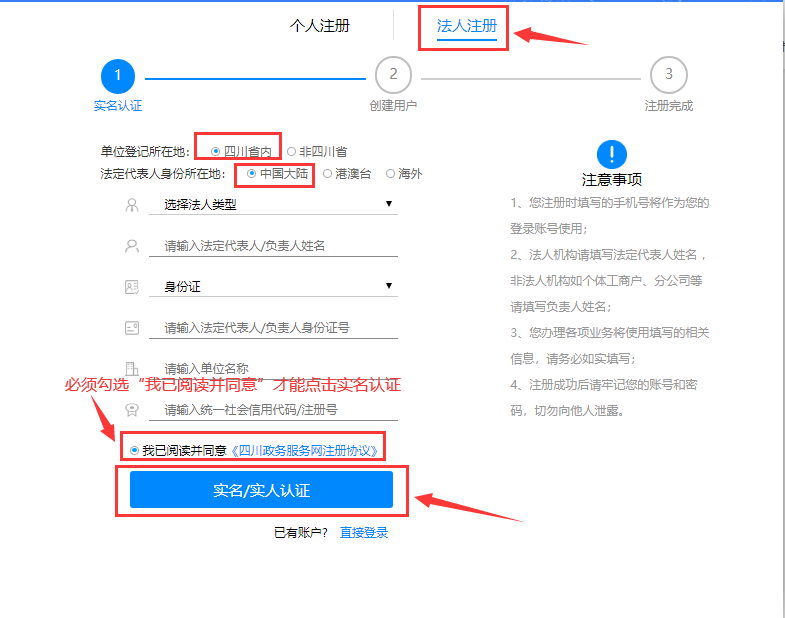 个人注册
法人注册
1
2
3
实名认证
创建用户
注册完成
单位登记所在地：
四川省内
非四川省
法定代表人身份所在地：
中国大陆
港澳台
海外
选择法人类型
请输入法定代表人/负责人姓名
身份证
请输入法定代表人/负责人身份证号
请输入单位名称
必须勾选“我已阅读并同意”才能点击实名认证
请输入统一社会信用代码/注册号
我已阅读并同意《四川政务服务网注册协议》
实名/实人认证
已有账户？ 直接登录
!
注意事项
1、您注册时填写的手机号将作为您的
登录账号使用；
2、法人机构请填写法定代表人姓名，
非法人机构如个体工商户、分公司等
请填写负责人姓名；
3、您办理各项业务将使用填写的相关
信息，请务必如实填写；
4、注册成功后请牢记您的账号和密
码，切勿向他人泄露。